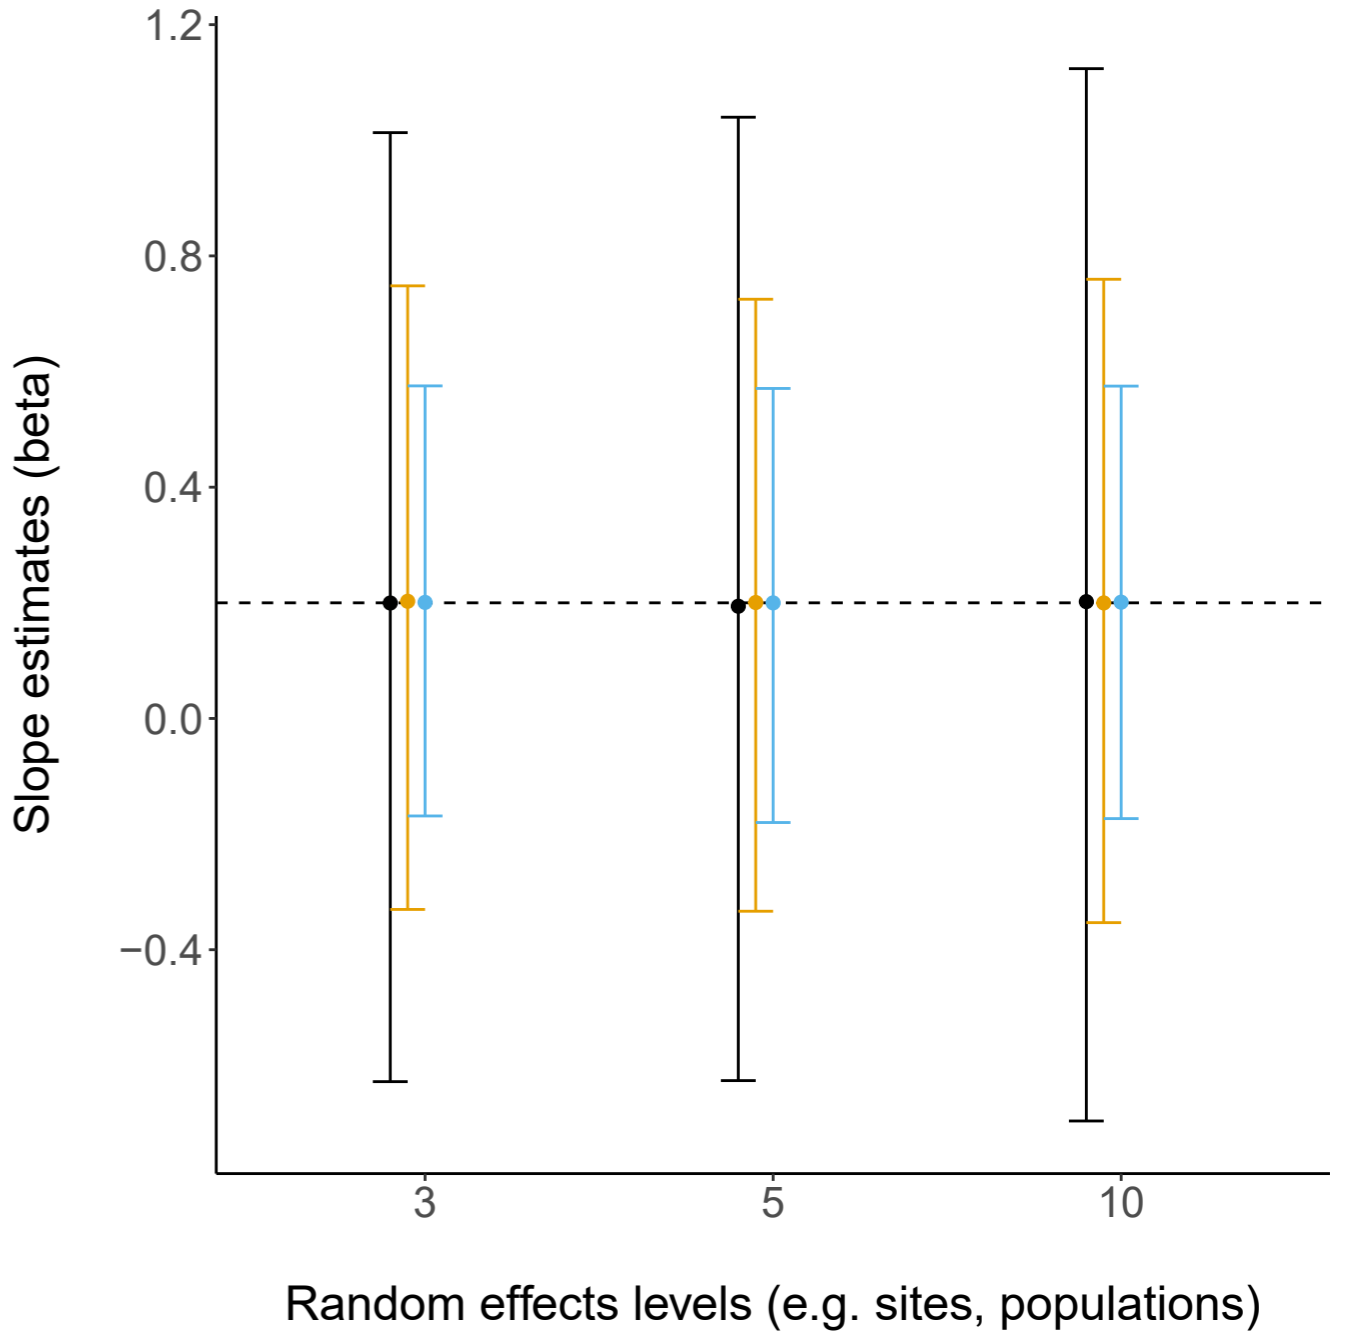 1.2
0.8
0.4
0.0
−0.4
Slope estimates (beta)
3 5 10
Random effects levels (e.g. sites, populations)